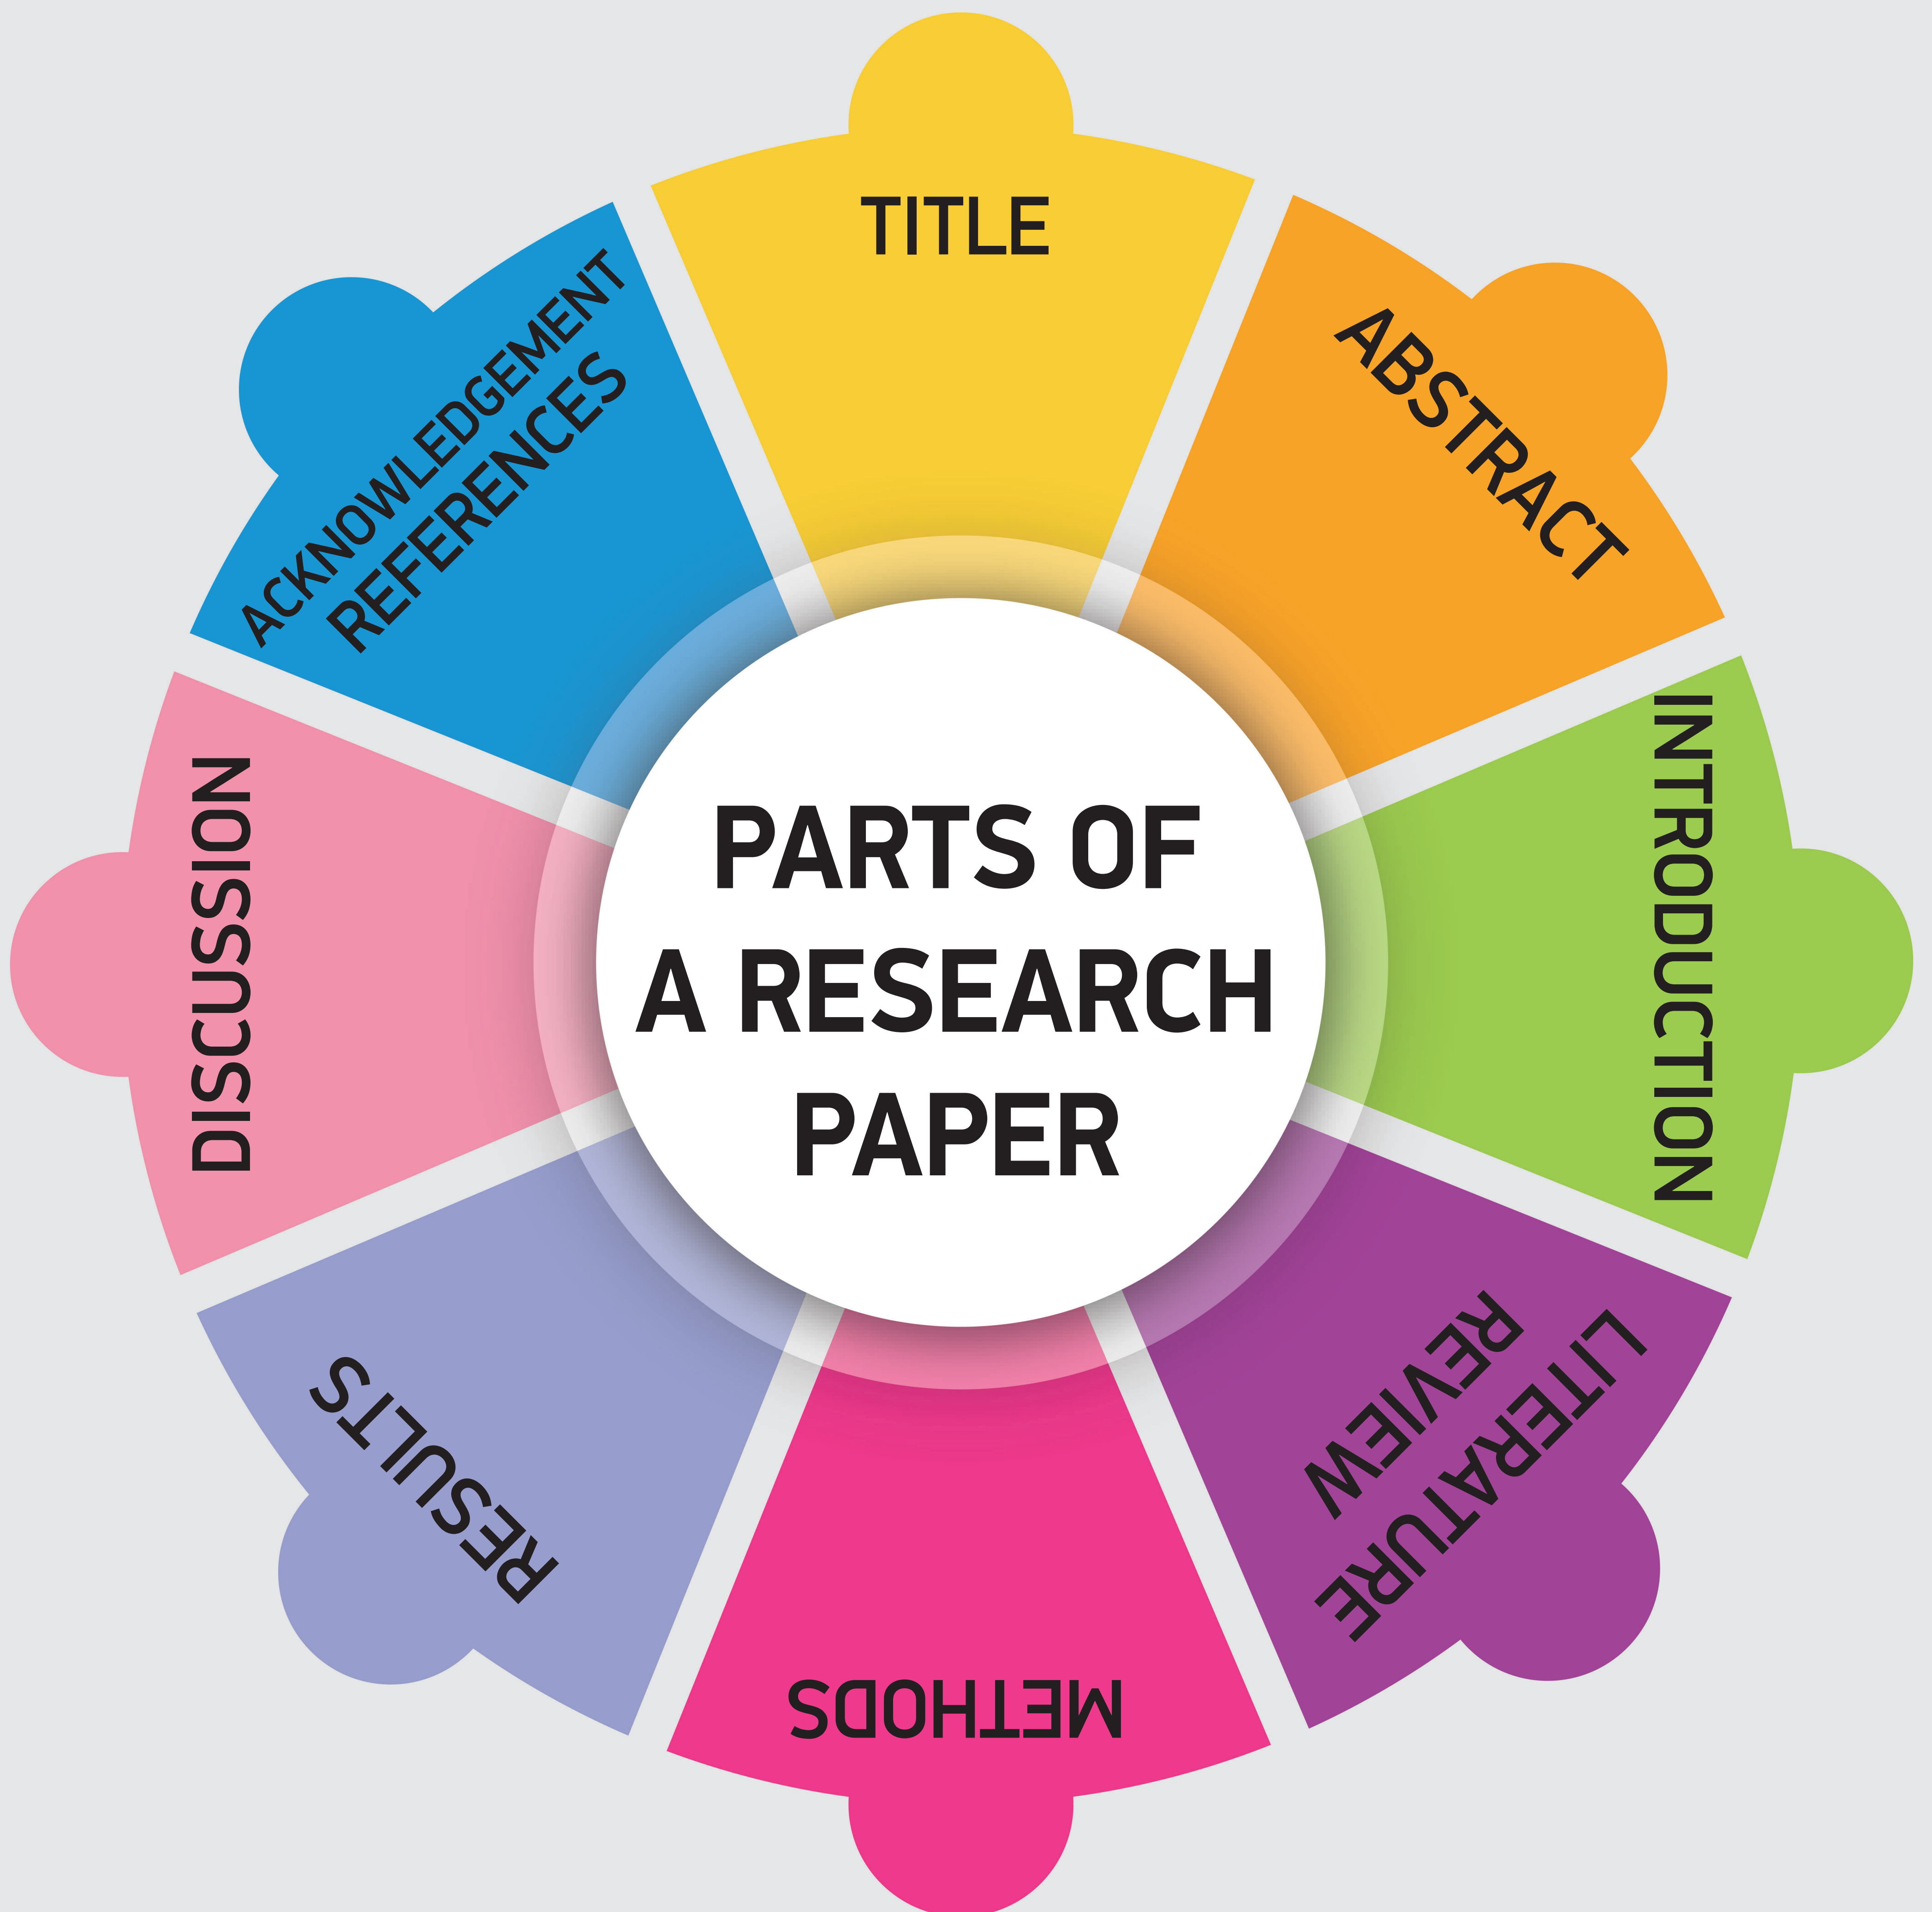 PARTS OF
A RESEARCH
PAPER
TITLE
ABSTRACT
INTRODUCTION
LITERATURE
REVIEW
METHODS
RESULTS
DISCUSSION
ACKNOWLEDGEMENT
REFERENCES